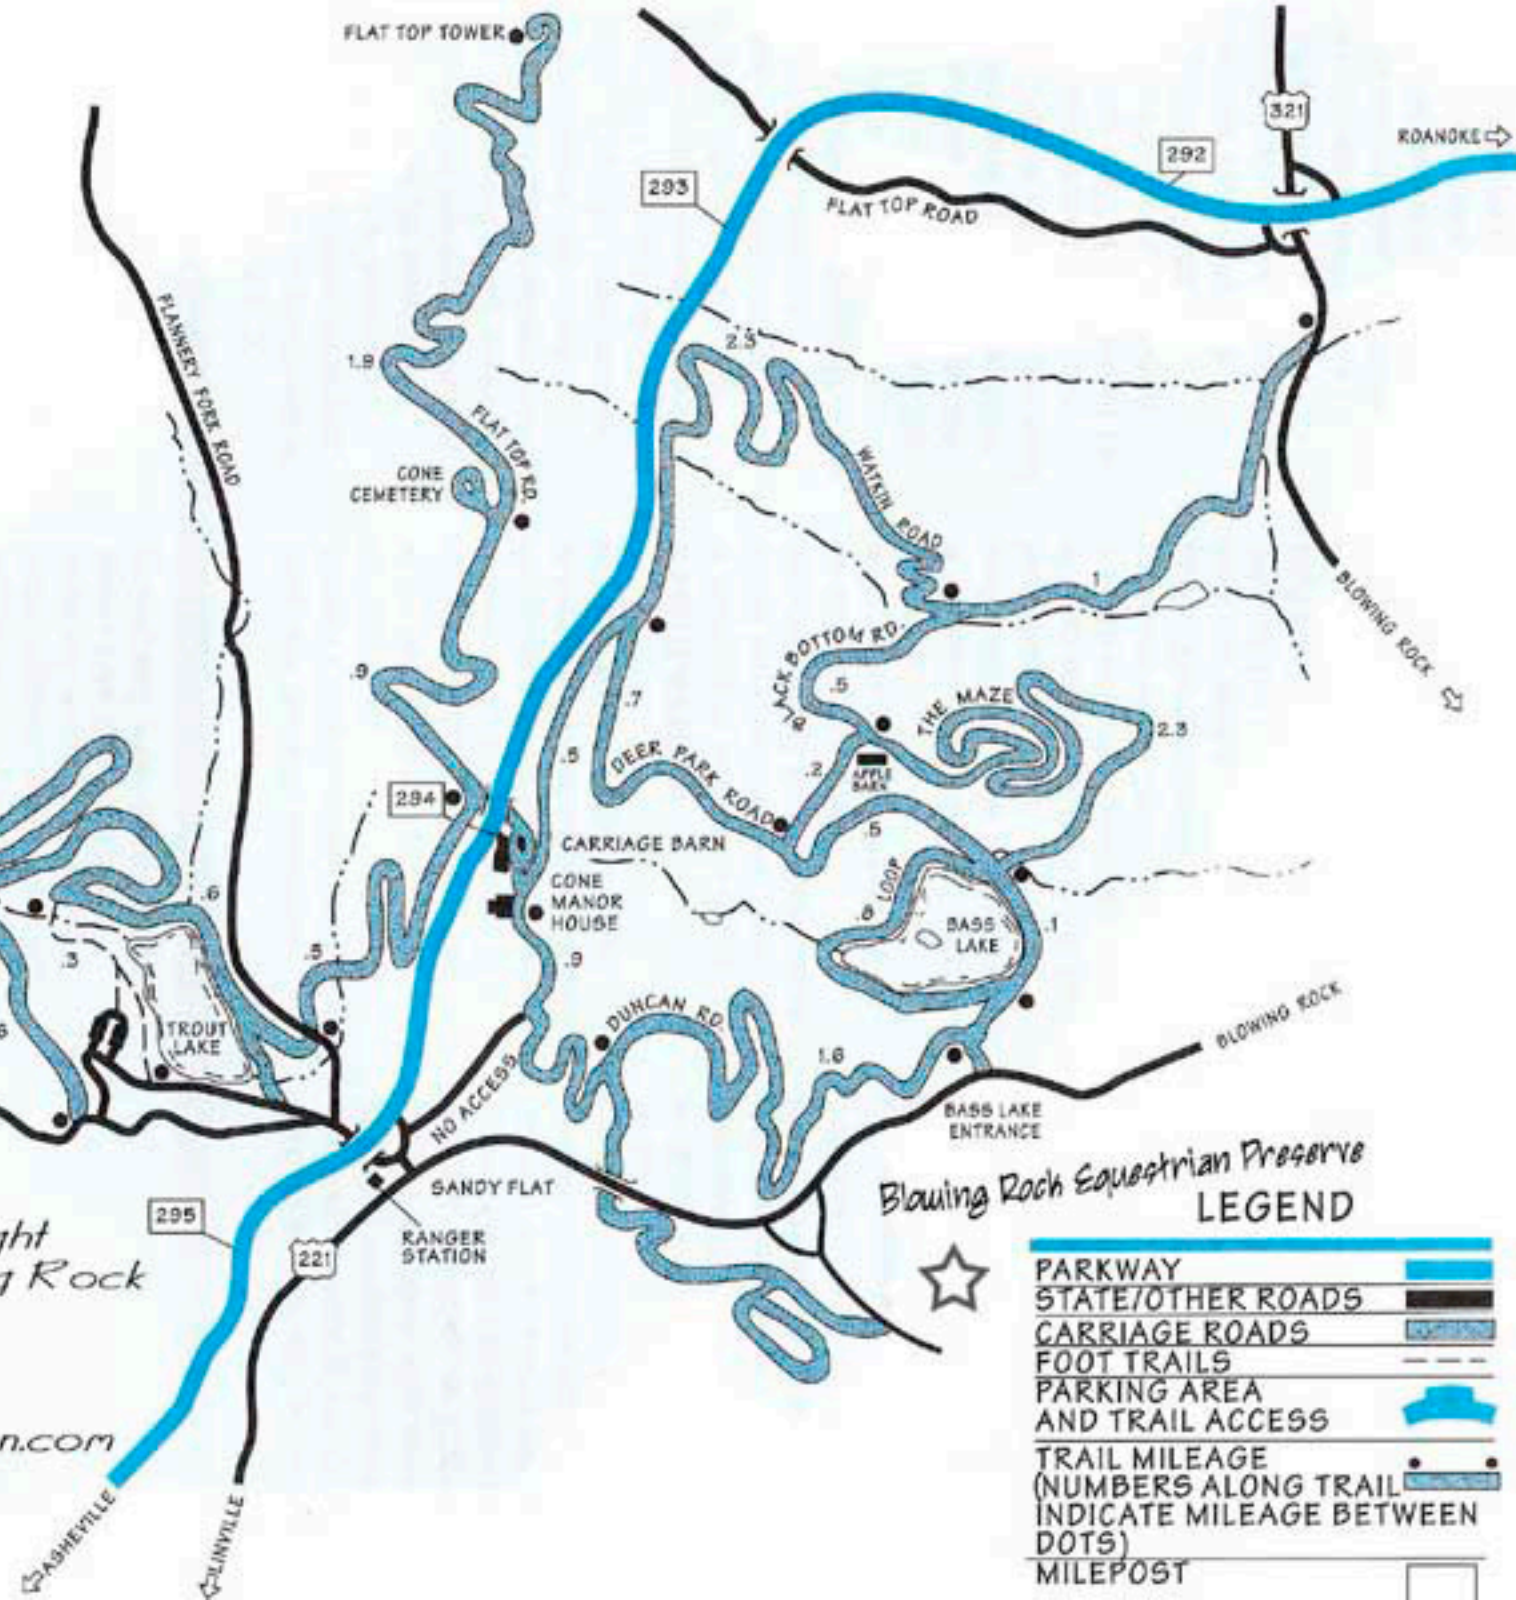 FLAT TOP TOWER
321
ROANOKE
292
293
FLAT TOP ROAD
FLANNERY FORK ROAD
2.3
1.8
FLAT TOP RD.
CONE
CEMETERY
WATKIN ROAD
1
BLOWING ROCK
BLACK BOTTOM RD.
.9
.7
.5
THE MAZE
2.3
.5
DEER PARK ROAD
.2
APPLE
BARN
294
.5
CARRIAGE BARN
CONE
MANOR
HOUSE
.8 LOOP
BASS
LAKE
.1
.6
.3
.5
.9
TROUT
LAKE
DUNCAN RD.
1.6
BLOWING ROCK
NO ACCESS
BASS LAKE
ENTRANCE
SANDY FLAT
RANGER
STATION
295
221
ght
g Rock
n.com
ASHEVILLE
LINVILLE
Blowing Rock Equestrian Preserve
LEGEND
PARKWAY
STATE/OTHER ROADS
CARRIAGE ROADS
FOOT TRAILS
PARKING AREA
AND TRAIL ACCESS
TRAIL MILEAGE
(NUMBERS ALONG TRAIL
INDICATE MILEAGE BETWEEN
DOTS)
MILEPOST